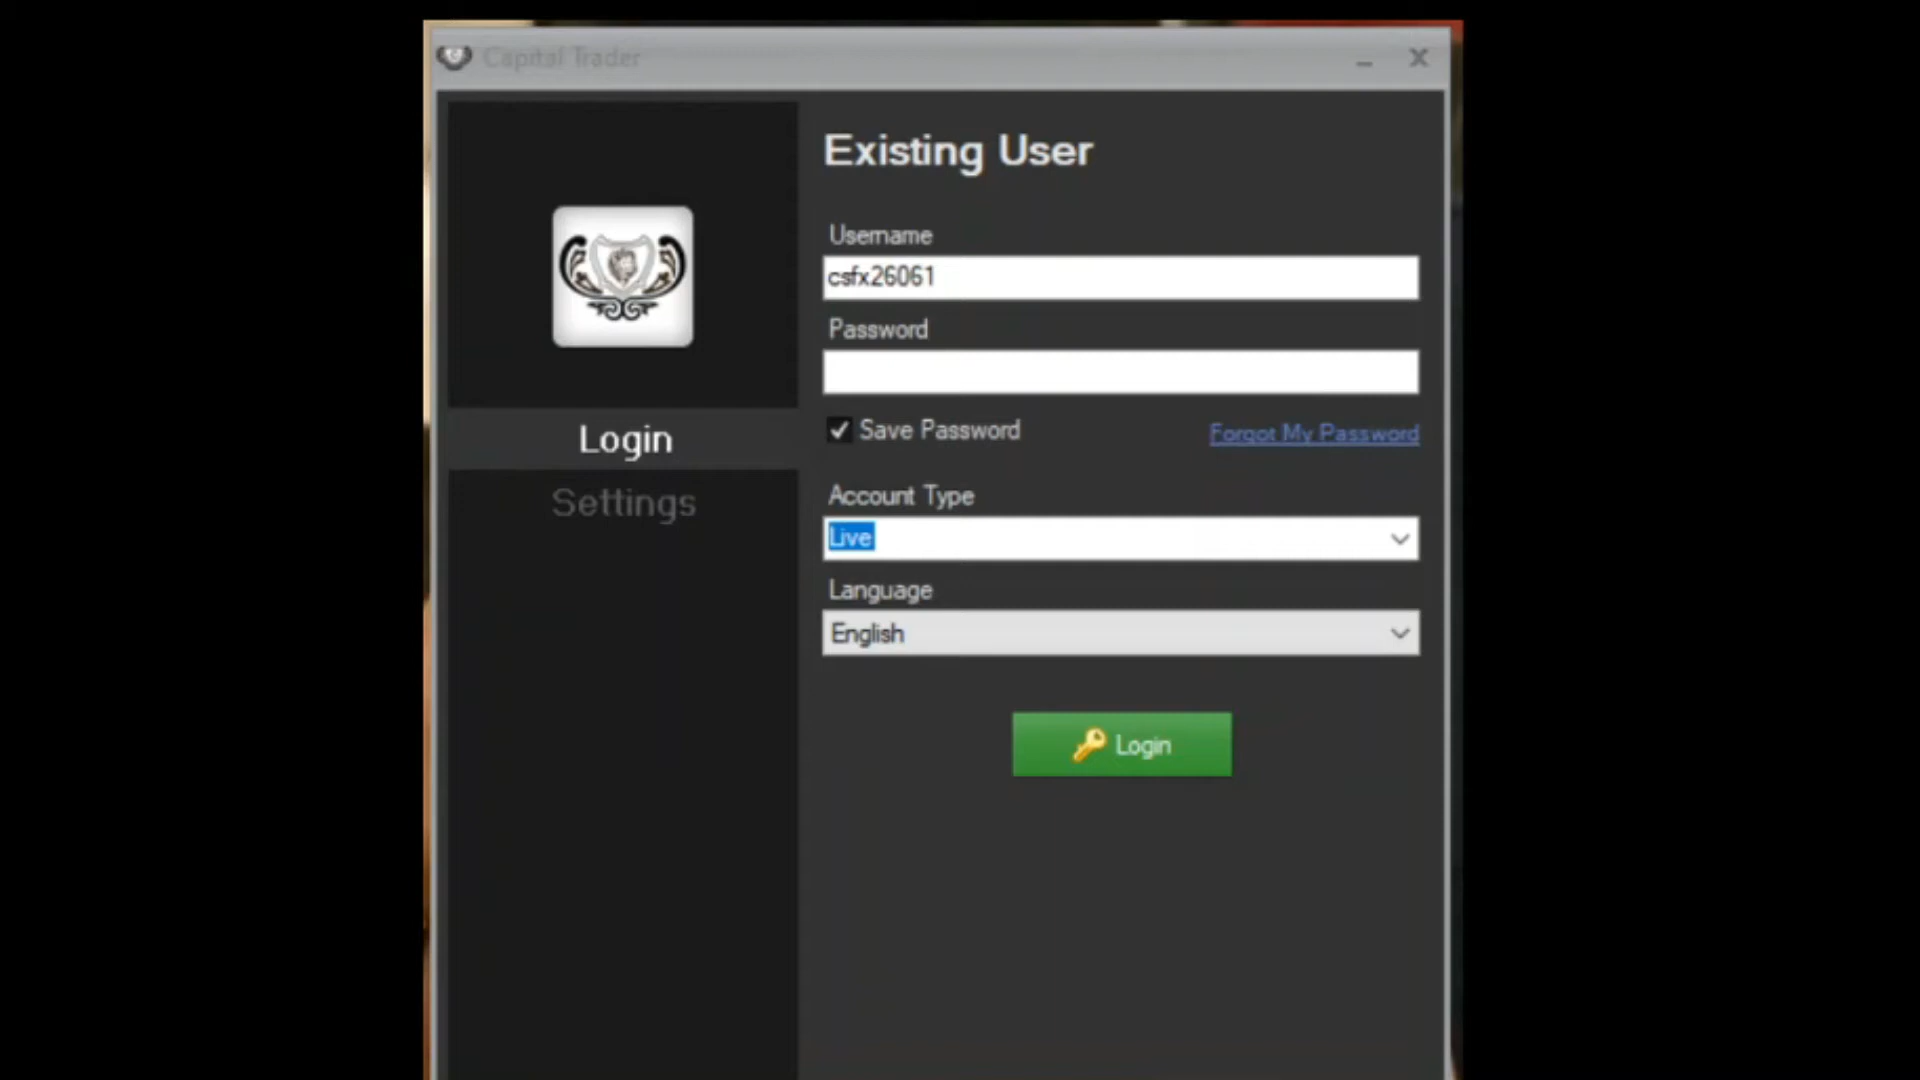 Capital Trader
Existing User
Username
csfx26061
Password
Save Password
Forgot My Password
Login
Settings
Account Type
Live
Language
English
Login